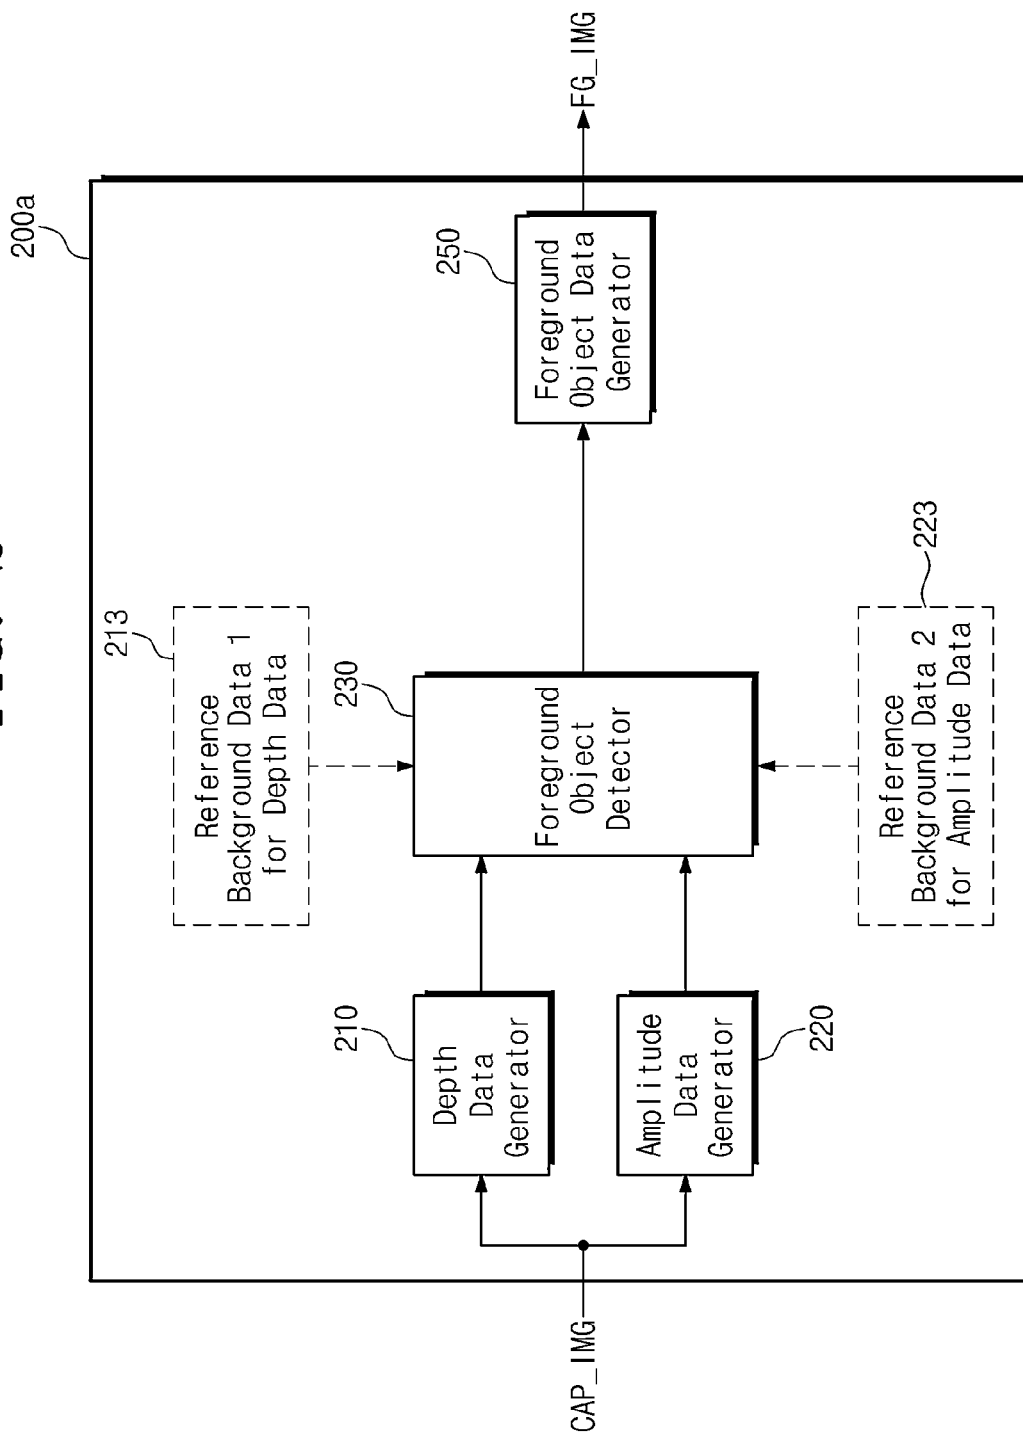 200a
213
Reference
Background Data 1
for Depth Data
210
Depth
Data
Generator
230
Foreground
Object
Detector
250
Foreground
Object Data
Generator
CAP_IMG
FG_IMG
Amplitude
Data
Generator
220
Reference
Background Data 2
for Amplitude Data
223